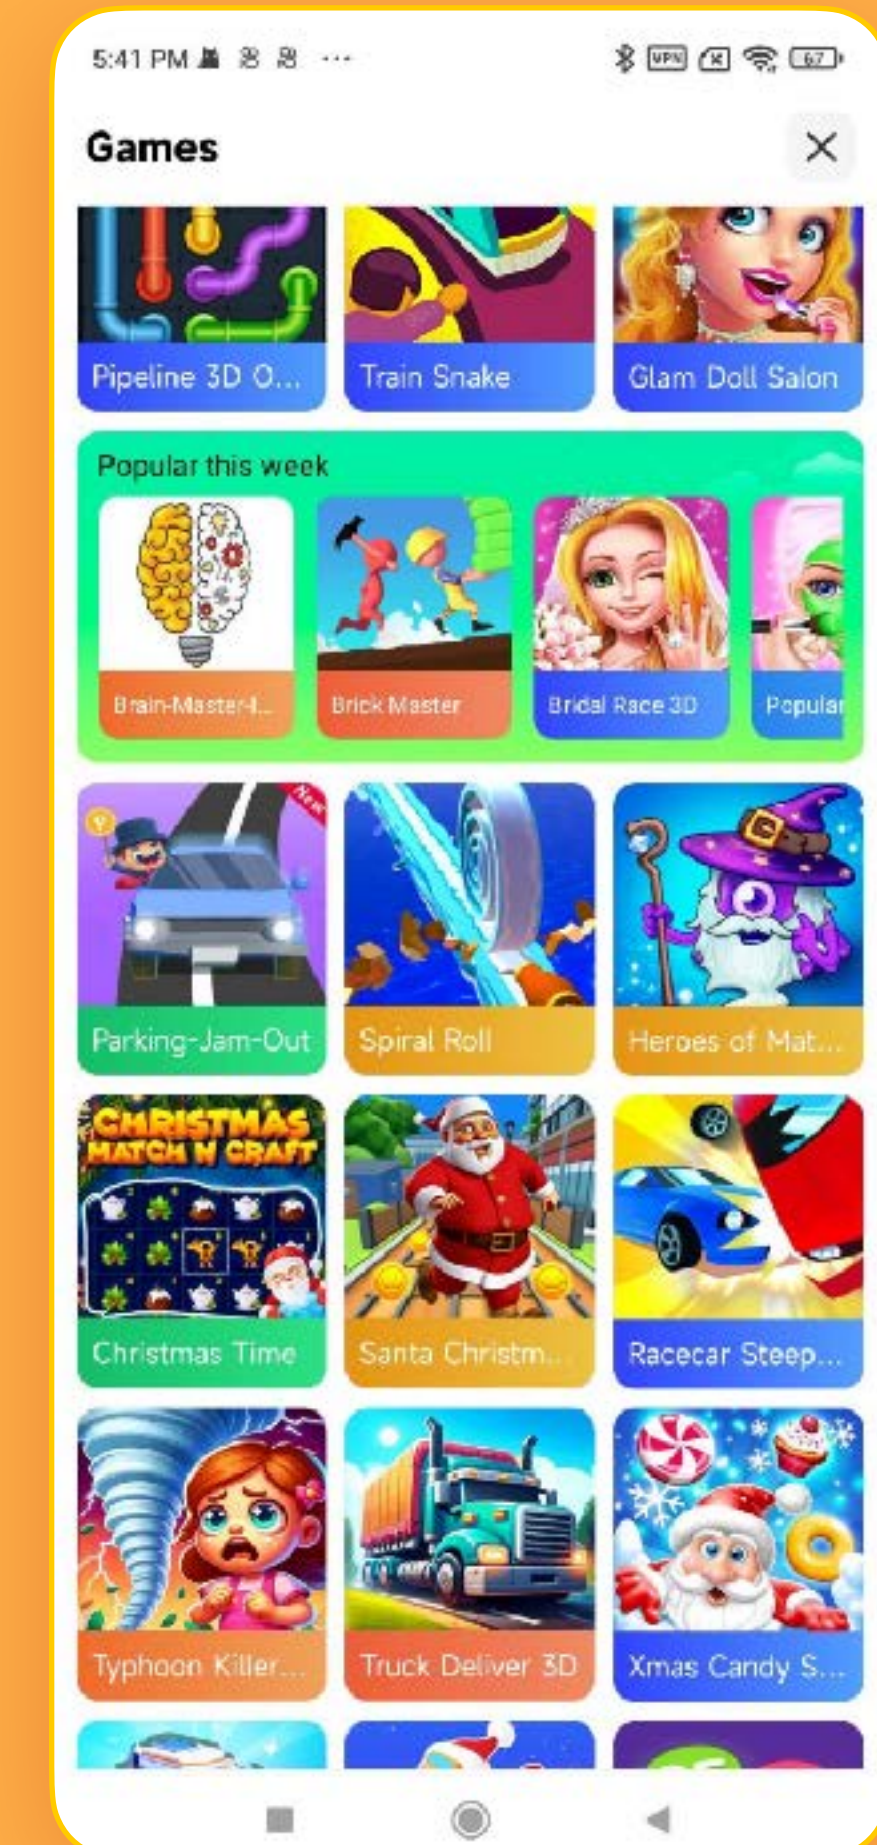 5:41 PM ... VPN 67
Games
Pipeline 3D O...
Train Snake
Glam Doll Salon
Popular this week
Brain-Master-I...
Brick Master
Bridal Race 3D
Popular
New
P
Parking-Jam-Out
Spiral Roll
Heroes of Mat...
CHRISTMAS
MATCH N CRAFT
Christmas Time
Santa Christm...
Racecar Steep...
Typhoon Killer...
Truck Deliver 3D
Xmas Candy S...